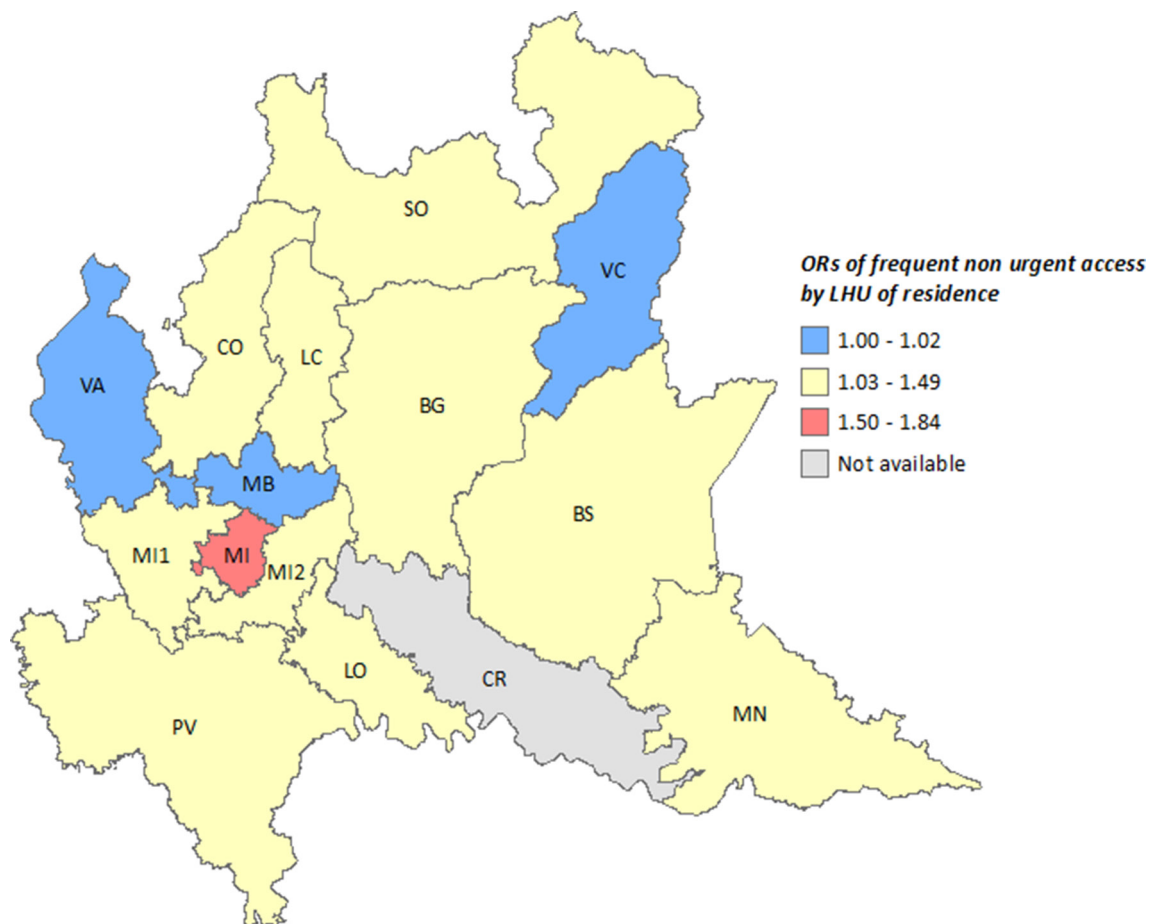 SO
VC
ORs of frequent non urgent access
by LHU of residence
1.00 - 1.02
1.03 - 1.49
1.50 - 1.84
Not available
CO
LC
VA
BG
MB
BS
MI1
MI
MI2
LO
CR
PV
MN